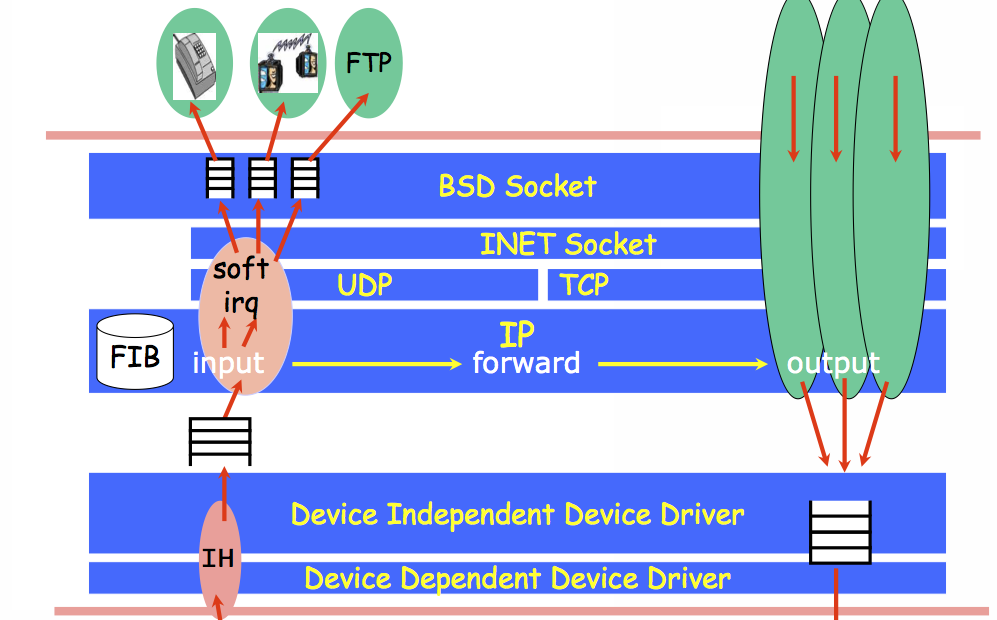 FTP
BSD Socket
INET Socket
soft
irq
UDP
TCP
IP
FIB
input
forward
output
Device Independent Device Driver
IH
Device Dependent Device Driver